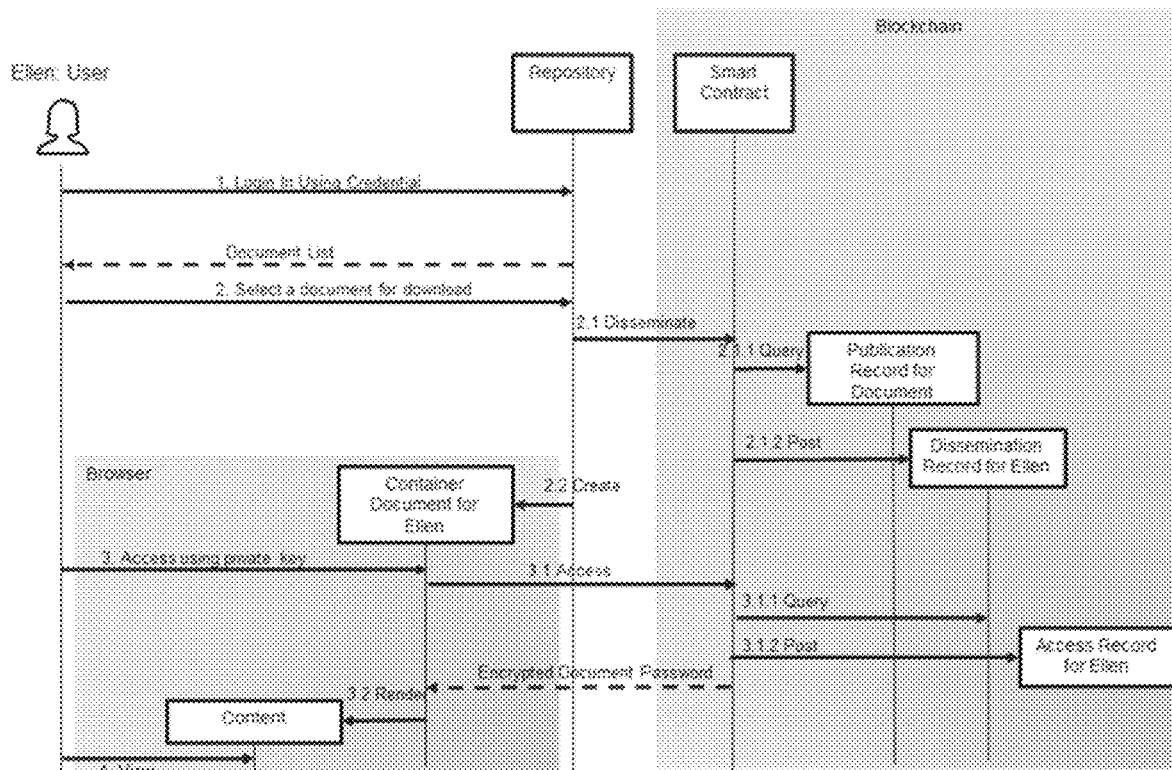 Blockchain
Ellen: User
Repository
Smart
Contract
1. Login In Using Credential
Document List
2. Select a document for download
2.1 Disseminate
2.1.1 Query
Publication
Record for
Document
2.1.2 Post
Dissemination
Record for Ellen
Browser
Container
Document for
Ellen
2.2 Create
3. Access using private key
3.1 Access
3.1.1 Query
3.1.2 Post
Access Record
for Ellen
Encrypted Document Password
3.2 Render
Content
4. View